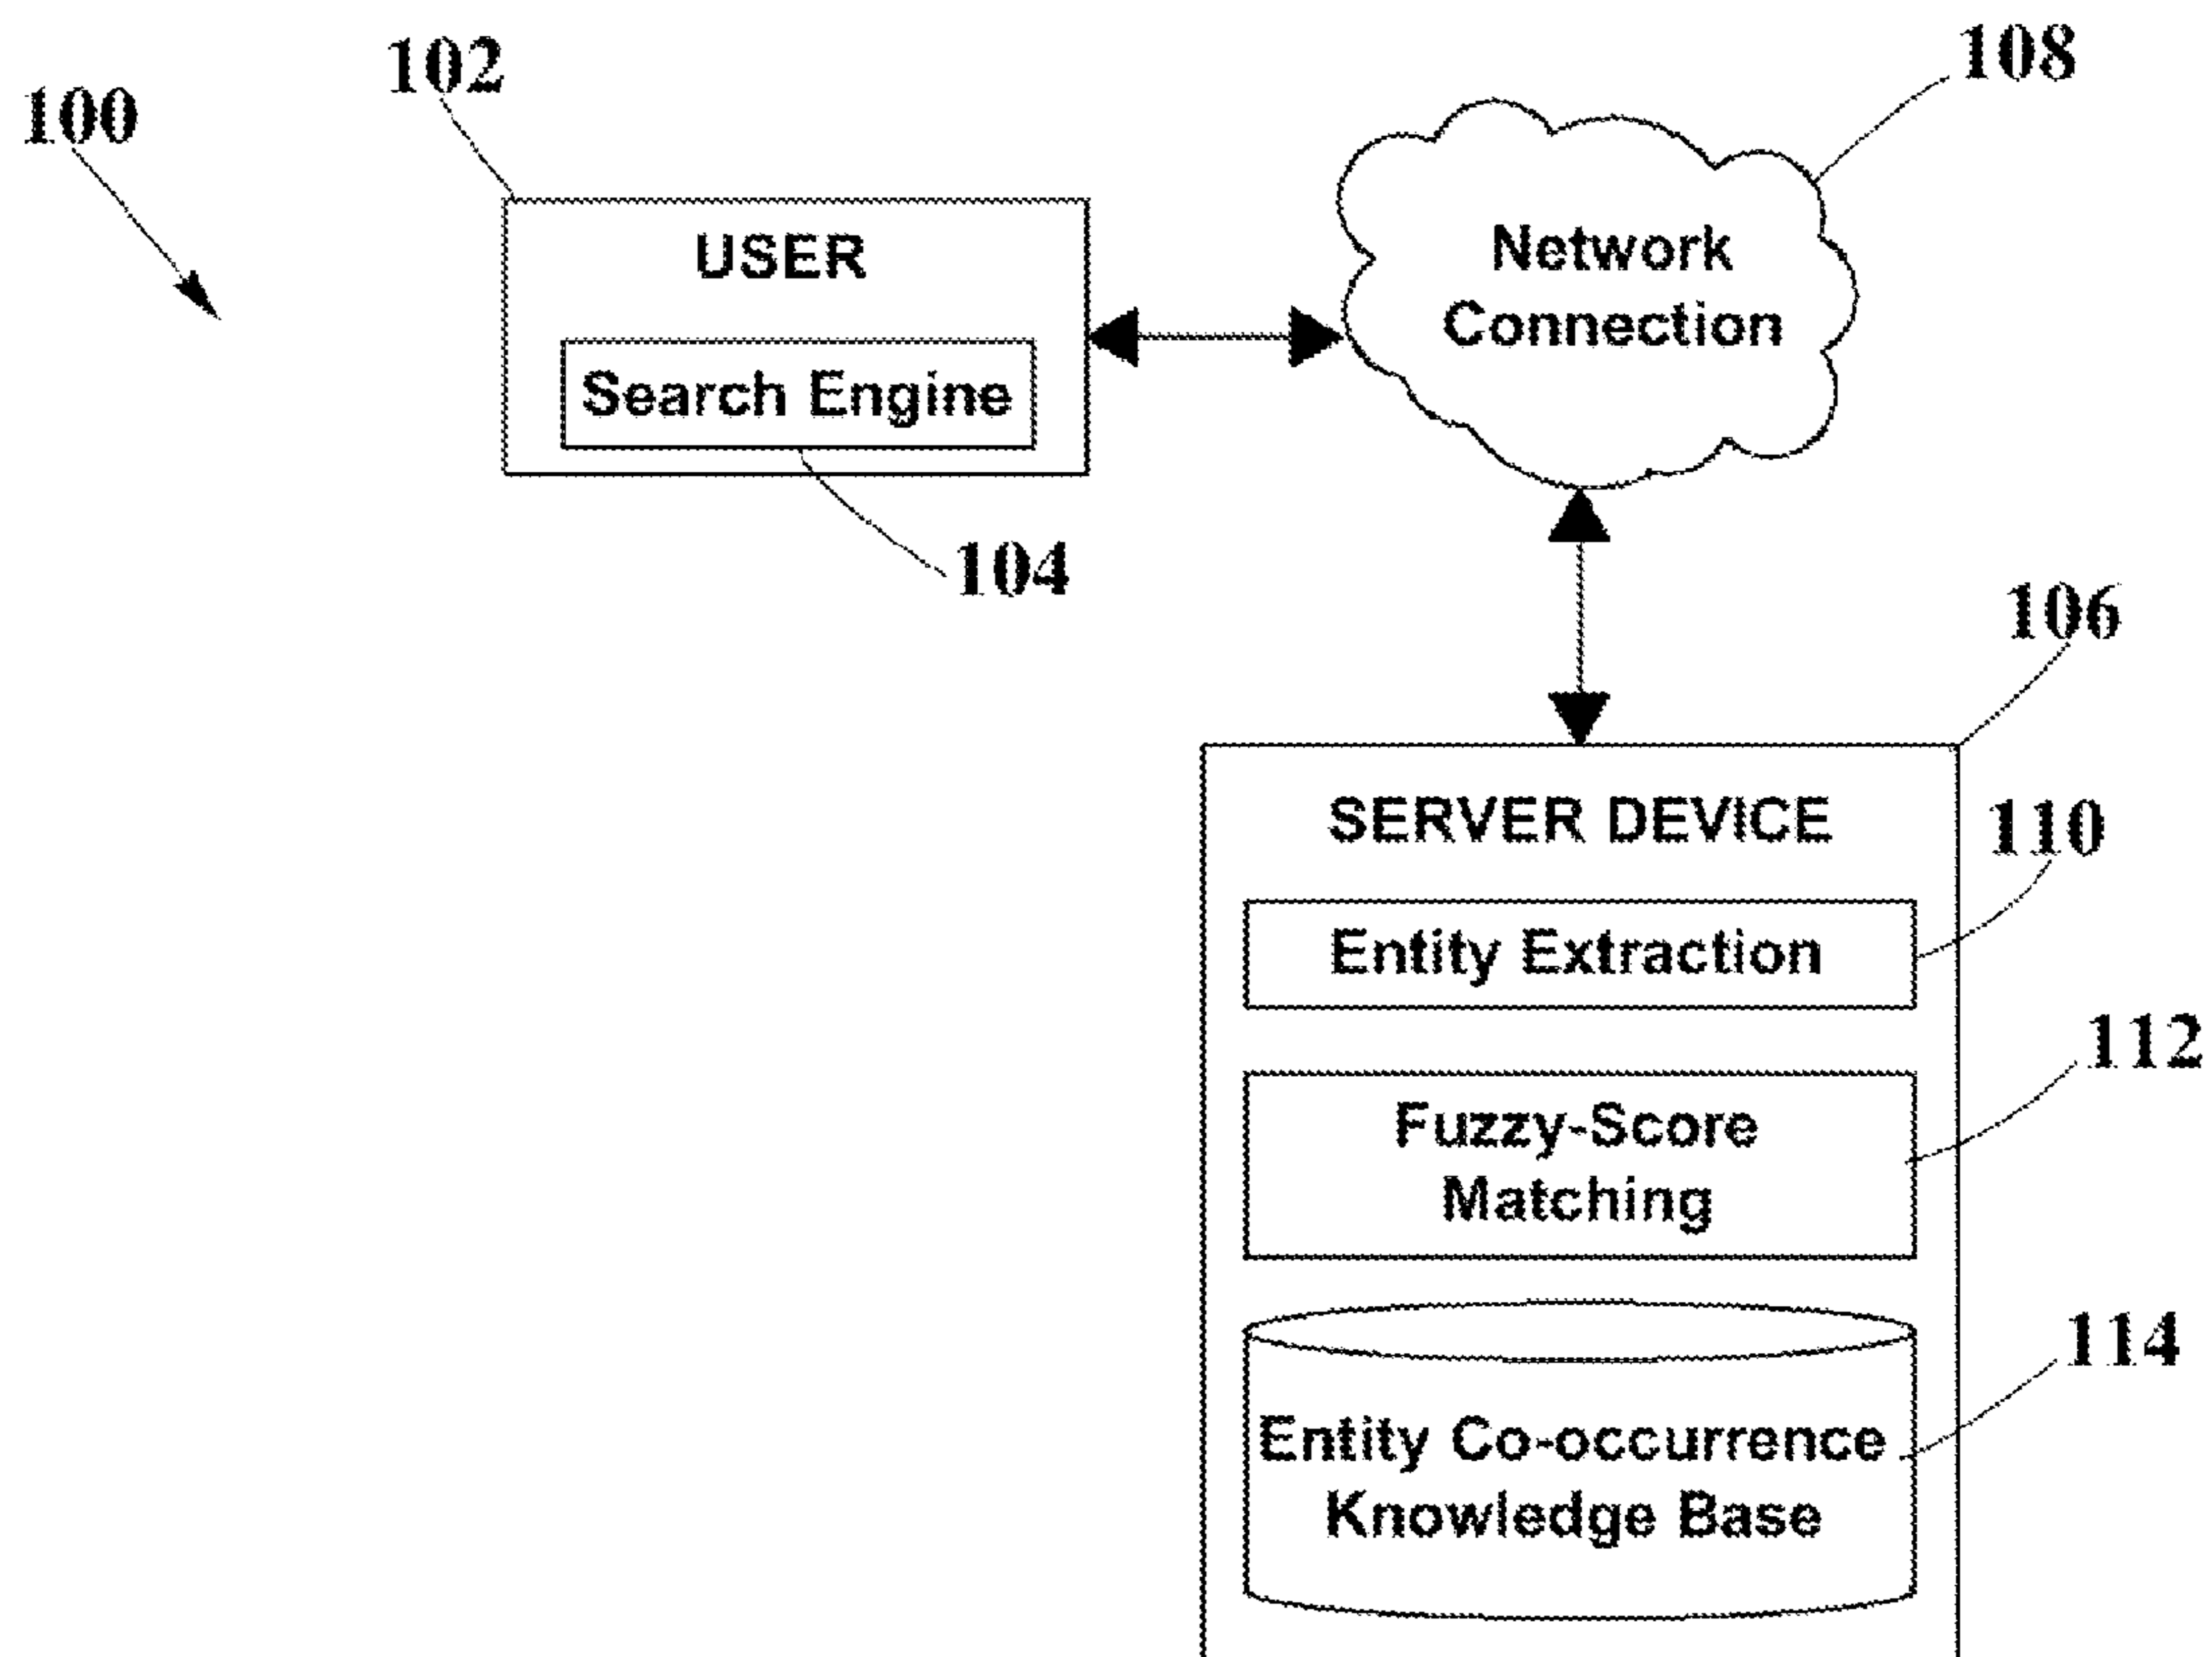 100
102
108
USER
Search Engine
104
Network
Connection
106
SERVER DEVICE
110
Entity Extraction
112
Fuzzy-Score
Matching
114
Entity Co-occurrence
Knowledge Base